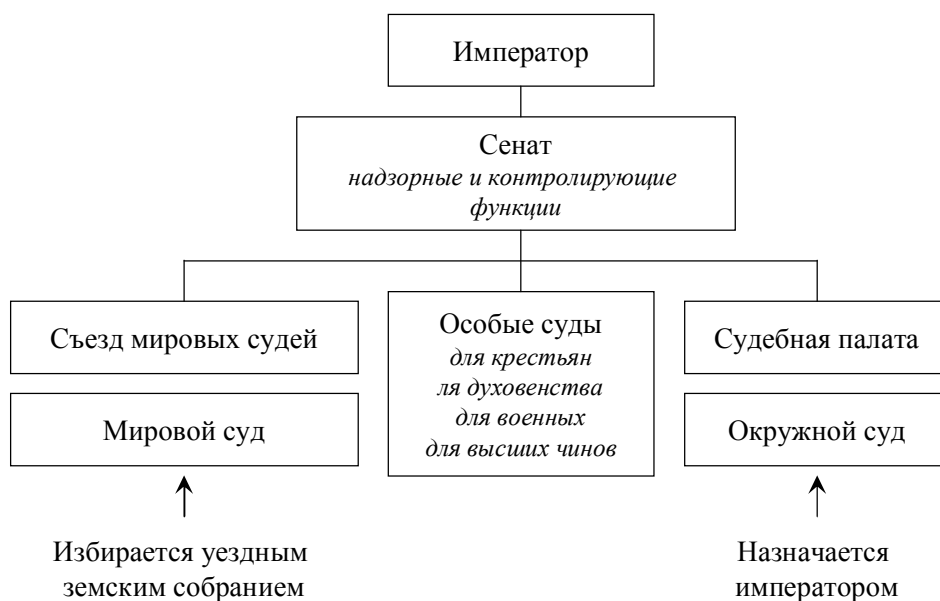 Император
Сенат
надзорные и контролирующие
функции
Съезд мировых судей
Особые суды
для крестьян
ля духовенства
для военных
для высших чинов
Судебная палата
Мировой суд
Окружной суд
Избирается уездным
земским собранием
Назначается
императором